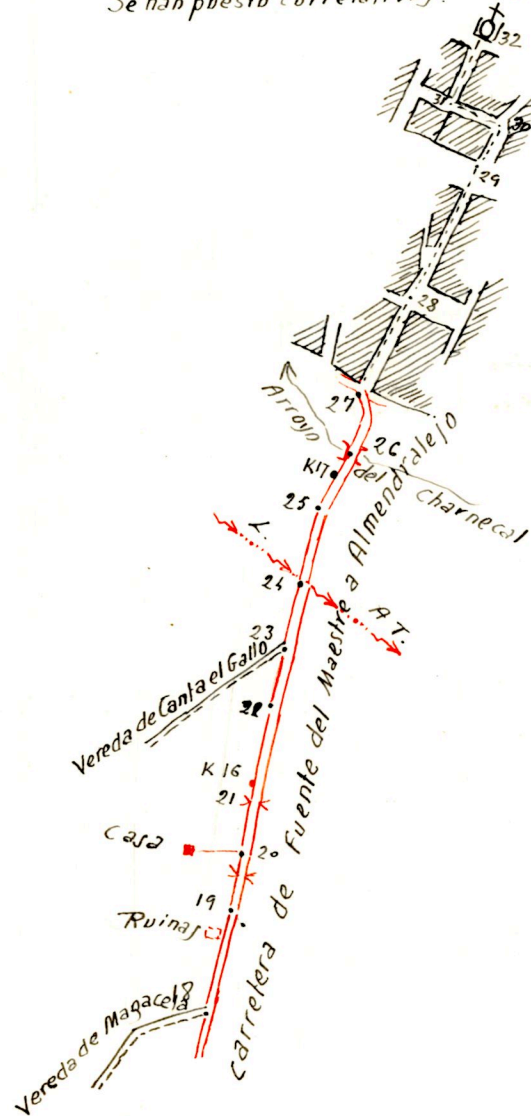 Se han puesto correlativos.
32
31
30
29
28
27
26
Arroyo del Charnecal
K17
25
L. A T.
24
23
Vereda de Canta el Gallo
22
K 16
21
Casa
20
19
Ruinas
18
Vereda de Magacela
Carretera de Fuente del Maestre a Almendralejo